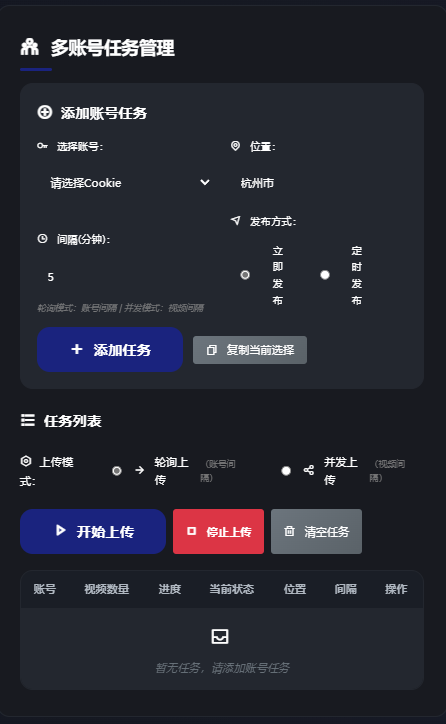 多账号任务管理
添加账号任务
选择账号：
位置：
请选择Cookie
杭州市
发布方式：
间隔(分钟)：
立即发布
定时发布
5
轮询模式：账号间隔 | 并发模式：视频间隔
添加任务
复制当前选择
任务列表
上传模式：
轮询上传
（账号间隔）
并发上传
（视频间隔）
开始上传
停止上传
清空任务
账号 视频数量 进度 当前状态 位置 间隔 操作
暂无任务，请添加账号任务